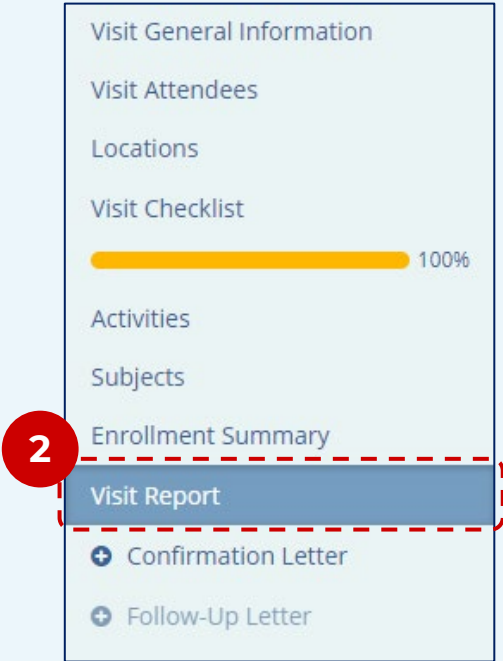 Visit General Information
Visit Attendees
Locations
Visit Checklist
100%
Activities
Subjects
Enrollment Summary
2
Visit Report
Confirmation Letter
Follow-Up Letter